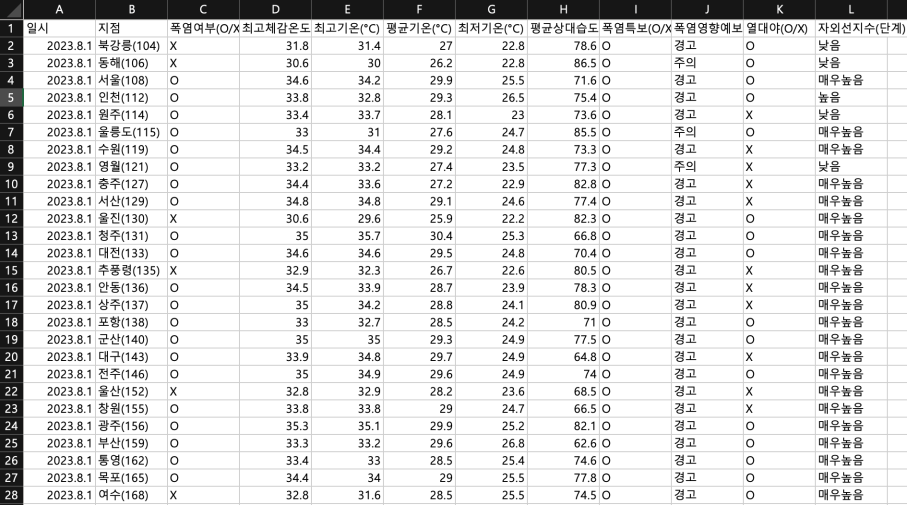 A B C D E F G H I J K L
1 일시 지점 폭염여부(O/X 최고체감온도 최고기온(°C) 평균기온(°C) 최저기온(°C) 평균상대습도 폭염특보(O/X 폭염영향예보 열대야(O/X) 자외선지수(단계)
2 2023.8.1 북강릉(104) X 31.8 31.4 27 22.8 78.6 O 경고 O 낮음
3 2023.8.1 동해(106) X 30.6 30 26.2 22.8 86.5 O 주의 O 낮음
4 2023.8.1 서울(108) O 34.6 34.2 29.9 25.5 71.6 O 경고 O 매우높음
5 2023.8.1 인천(112) O 33.8 32.8 29.3 26.5 75.4 O 경고 O 높음
6 2023.8.1 원주(114) O 33.4 33.7 28.1 23 73.6 O 경고 X 낮음
7 2023.8.1 울릉도(115) O 33 31 27.6 24.7 85.5 O 주의 O 매우높음
8 2023.8.1 수원(119) O 34.5 34.4 29.2 24.8 73.3 O 경고 X 매우높음
9 2023.8.1 영월(121) O 33.2 33.2 27.4 23.5 77.3 O 주의 X 낮음
10 2023.8.1 충주(127) O 34.4 33.6 27.2 22.9 82.8 O 경고 X 매우높음
11 2023.8.1 서산(129) O 34.8 34.8 29.1 24.6 77.4 O 경고 X 매우높음
12 2023.8.1 울진(130) X 30.6 29.6 25.9 22.2 82.3 O 경고 O 매우높음
13 2023.8.1 청주(131) O 35 35.7 30.4 25.3 66.8 O 경고 O 매우높음
14 2023.8.1 대전(133) O 34.6 34.6 29.5 24.8 70.4 O 경고 O 매우높음
15 2023.8.1 추풍령(135) X 32.9 32.3 26.7 22.6 80.5 O 경고 X 매우높음
16 2023.8.1 안동(136) O 34.5 33.9 28.7 23.9 78.3 O 경고 X 매우높음
17 2023.8.1 상주(137) O 35 34.2 28.8 24.1 80.9 O 경고 X 매우높음
18 2023.8.1 포항(138) O 33 32.7 28.5 24.2 71 O 경고 O 매우높음
19 2023.8.1 군산(140) O 35 35 29.3 24.9 77.5 O 경고 O 매우높음
20 2023.8.1 대구(143) O 33.9 34.8 29.7 24.9 64.8 O 경고 X 매우높음
21 2023.8.1 전주(146) O 35 34.9 29.6 24.9 74 O 경고 O 매우높음
22 2023.8.1 울산(152) X 32.8 32.9 28.2 23.6 68.5 O 경고 X 매우높음
23 2023.8.1 창원(155) O 33.8 33.8 29 24.7 66.5 O 경고 X 매우높음
24 2023.8.1 광주(156) O 35.3 35.1 29.9 25.2 82.1 O 경고 O 매우높음
25 2023.8.1 부산(159) O 33.3 33.2 29.6 26.8 62.6 O 경고 O 매우높음
26 2023.8.1 통영(162) O 33.4 33 28.5 25.4 74.6 O 경고 O 매우높음
27 2023.8.1 목포(165) O 34.4 34 29 25.5 77.8 O 경고 O 매우높음
28 2023.8.1 여수(168) X 32.8 31.6 28.5 25.5 74.5 O 경고 O 매우높음